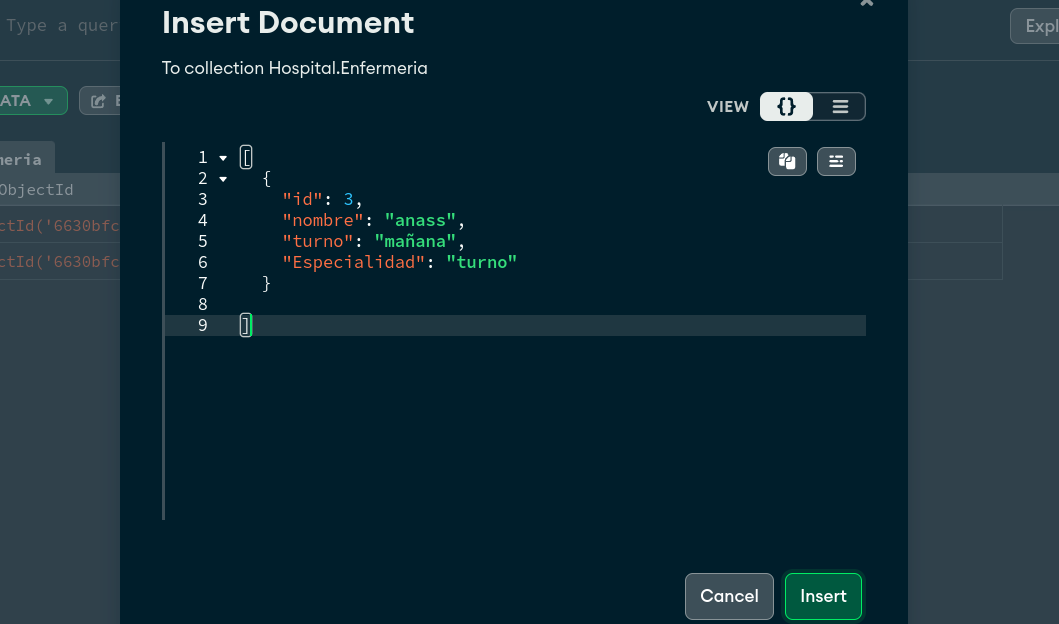 Type a quer
Insert Document
Expl
To collection Hospital.Enfermeria
ATA
E
VIEW {}
1 [
2 {
3 "id": 3,
4 "nombre": "anass",
5 "turno": "mañana",
6 "Especialidad": "turno"
7 }
8
9 ]
meria
ObjectId
ctId('6630bfc
ctId('6630bfc
Cancel Insert